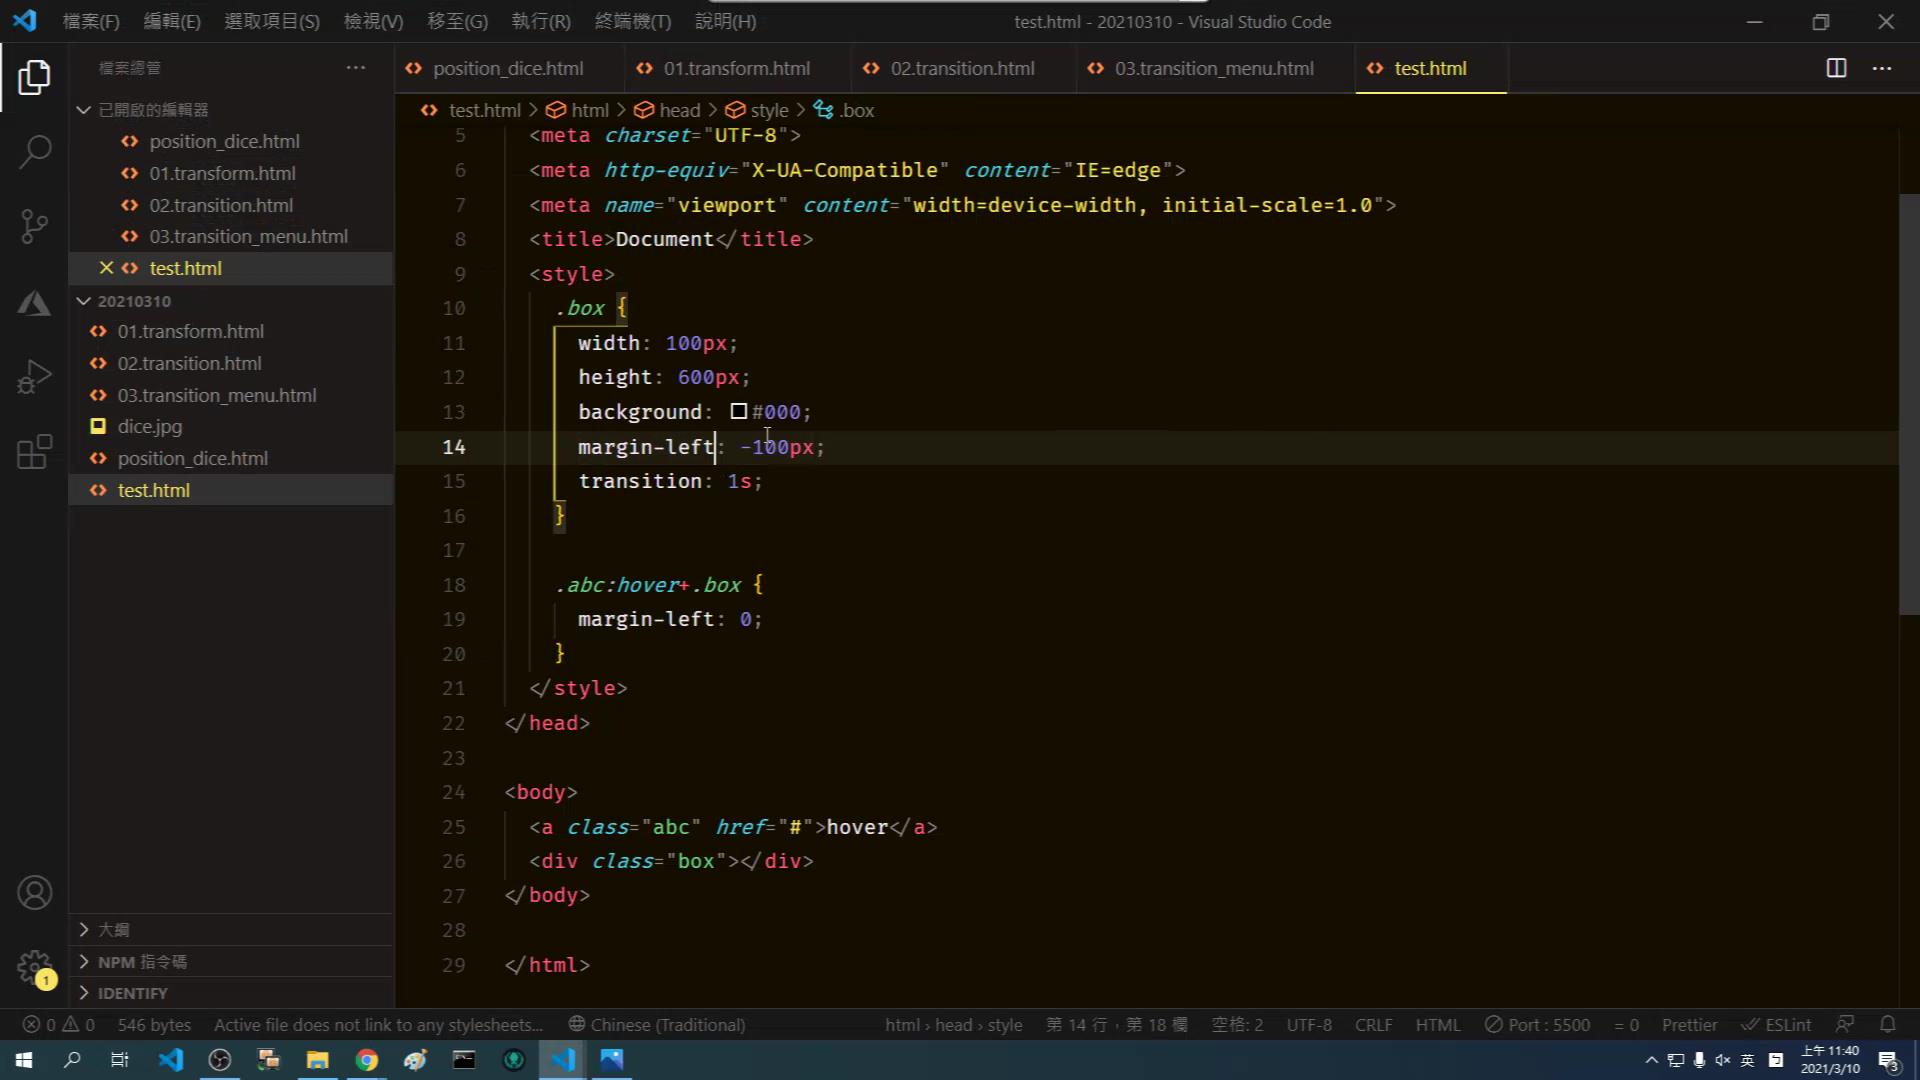 檔案(F) 編輯(E) 選取項目(S) 檢視(V) 移至(G) 執行(R) 終端機(T) 說明(H) test.html - 20210310 - Visual Studio Code
檔案總管
position_dice.html 01.transform.html 02.transition.html 03.transition_menu.html test.html
已開啟的編輯器
position_dice.html
01.transform.html
02.transition.html
03.transition_menu.html
test.html
20210310
01.transform.html
02.transition.html
03.transition_menu.html
dice.jpg
position_dice.html
test.html
大綱
NPM 指令碼
IDENTIFY
test.html > html > head > style > .box
5 <meta charset="UTF-8">
6 <meta http-equiv="X-UA-Compatible" content="IE=edge">
7 <meta name="viewport" content="width=device-width, initial-scale=1.0">
8 <title>Document</title>
9 <style>
10 .box {
11 width: 100px;
12 height: 600px;
13 background: #000;
14 margin-left: -100px;
15 transition: 1s;
16 }
17
18 .abc:hover+.box {
19 margin-left: 0;
20 }
21 </style>
22 </head>
23
24 <body>
25 <a class="abc" href="#">hover</a>
26 <div class="box"></div>
27 </body>
28
29 </html>
1
0 0 546 bytes Active file does not link to any stylesheets... Chinese (Traditional) html › head › style 第 14 行，第 18 欄 空格: 2 UTF-8 CRLF HTML Port : 5500 = 0 Prettier ESLint
英 上午 11:40
2021/3/10 3